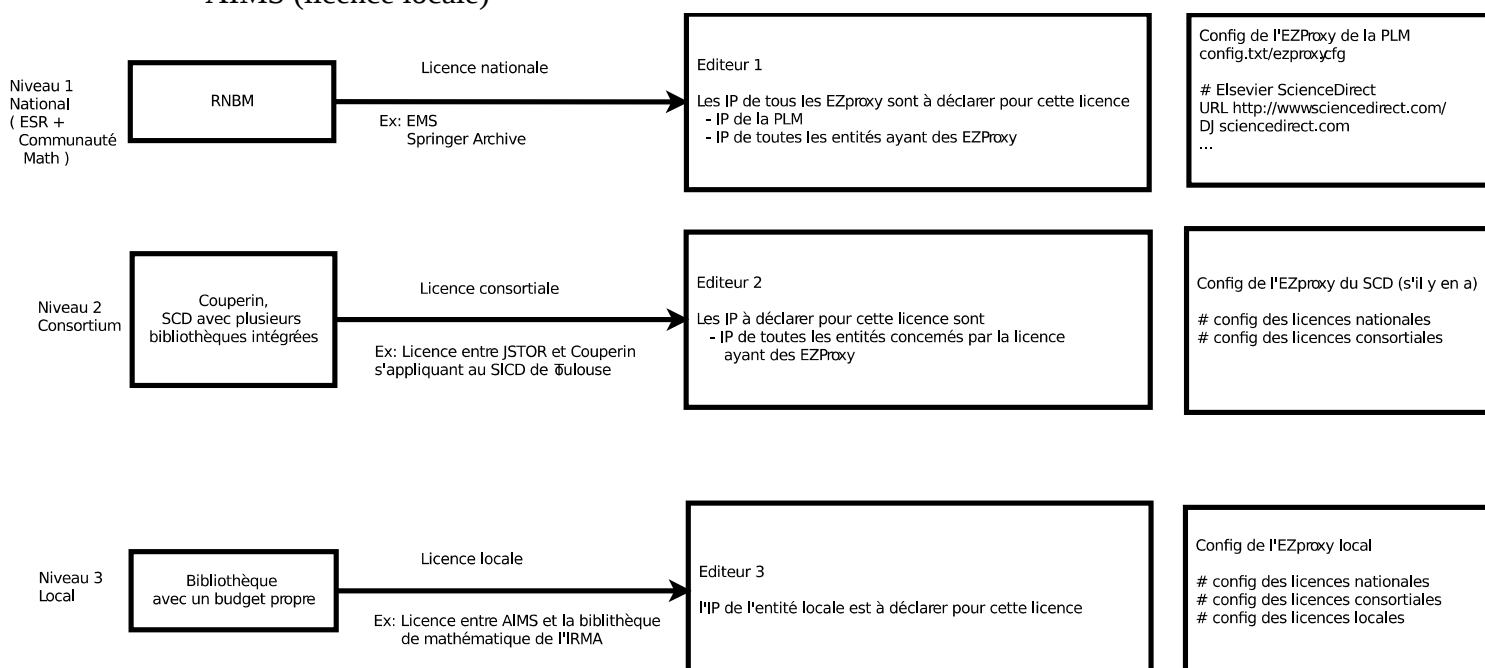 AIMS (licence locale)
Niveau 1
National
( ESR +
Communauté
Math )
RNBM
Licence nationale
Ex: EMS
Springer Archive
Editeur 1
Les IP de tous les EZproxy sont à déclarer pour cette licence
- IP de la PLM
- IP de toutes les entités ayant des EZProxy
Config de l'EZProxy de la PLM
config.txt/ezproxy.cfg
# Elsevier ScienceDirect
URL http://www.sciencedirect.com/
DJ sciencedirect.com
...
Niveau 2
Consortium
Couperin,
SCD avec plusieurs
bibliothèques intégrées
Licence consortiale
Ex: Licence entre JSTOR et Couperin
s'appliquant au SICD de Toulouse
Editeur 2
Les IP à déclarer pour cette licence sont
- IP de toutes les entités concernés par la licence
ayant des EZProxy
Config de l'EZproxy du SCD (s'il y en a)
# config des licences nationales
# config des licences consortiales
Niveau 3
Local
Bibliothèque
avec un budget propre
Licence locale
Ex: Licence entre AIMS et la biblithèque
de mathématique de l'IRMA
Editeur 3
l'IP de l'entité locale est à déclarer pour cette licence
Config de l'EZproxy local
# config des licences nationales
# config des licences consortiales
# config des licences locales